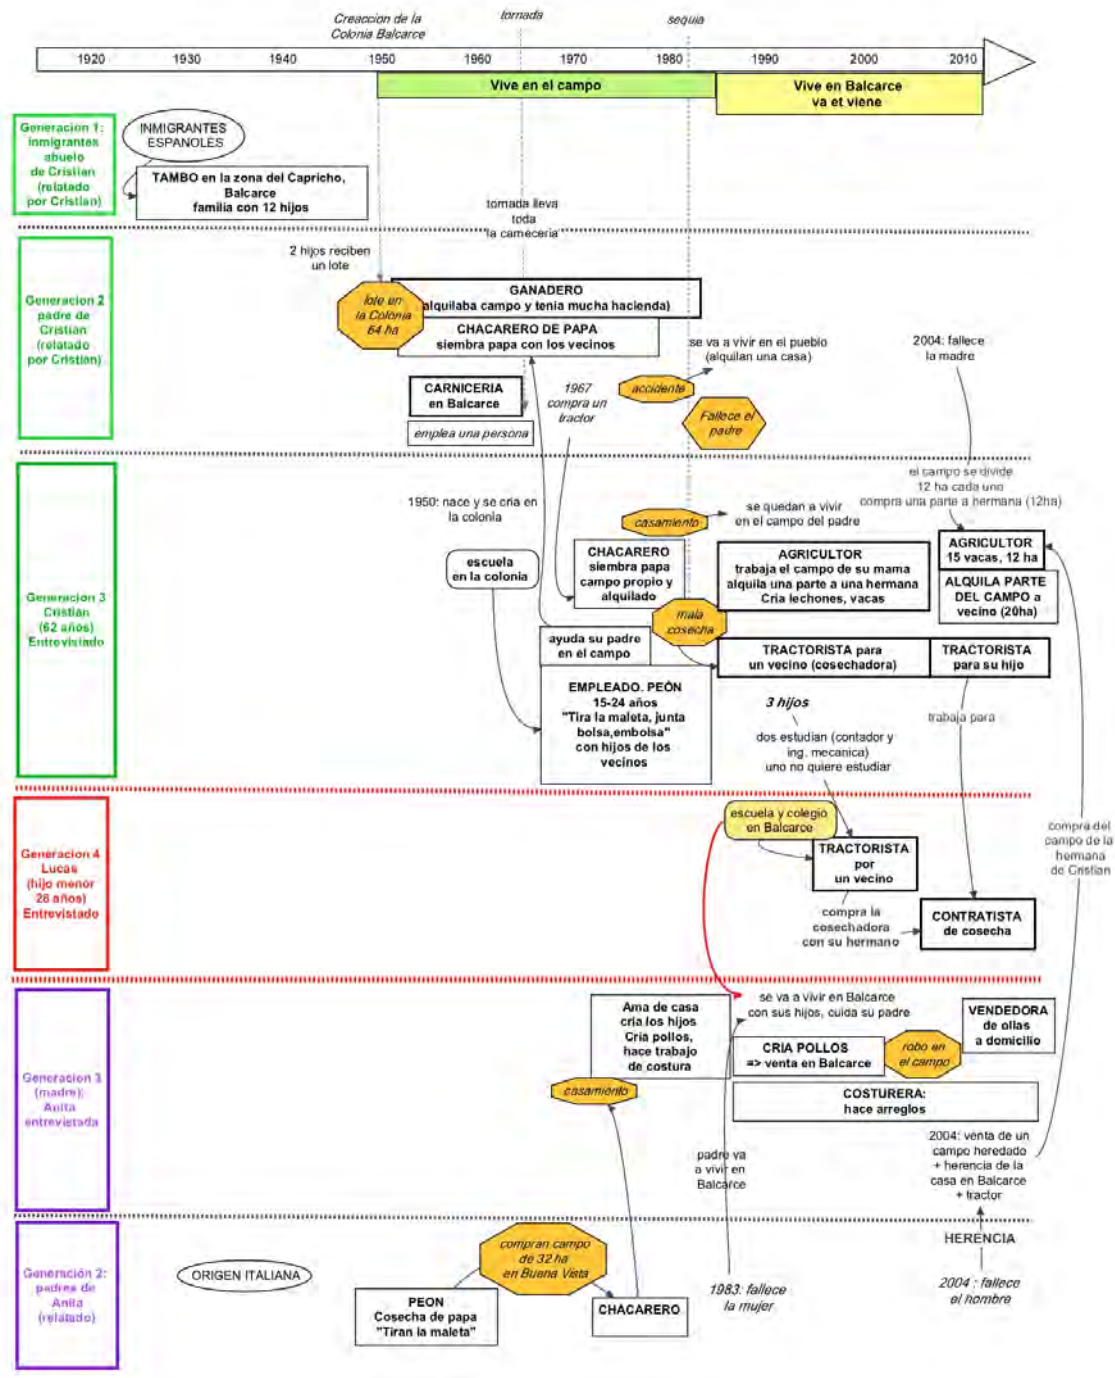 Creaccion de la
Colonia Balcarce
tornada
sequia
1920 1930 1940 1950 1960 1970 1980 1990 2000 2010
Vive en el campo
Vive en Balcarce
va et viene
Generacion 1:
inmigrantes
abuelo
de Cristian
(relatado
por Cristian)
INMIGRANTES
ESPANOLES
TAMBO en la zona del Capricho,
Balcarce
familia con 12 hijos
tornada lleva
toda
la carneceria
2 hijos reciben
un lote
Generacion 2
padre de
Cristian
(relatado
por Cristian)
lote en
la Colonia
64 ha
GANADERO
(alquilaba campo y tenia mucha hacienda)
CHACARERO DE PAPA
siembra papa con los vecinos
se va a vivir en el pueblo
(alquilan una casa)
2004: fallece
la madre
CARNICERIA
en Balcarce
emplea una persona
1967
compra un
tractor
accidente
Fallece el
padre
el campo se divide
12 ha cada uno
compra una parte a hermana (12ha)
1950: nace y se cria en
la colonia
casamiento
se quedan a vivir
en el campo del padre
Generacion 3
Cristian
(62 años)
Entrevistado
escuela
en la colonia
CHACARERO
siembra papa
campo propio y
alquilado
AGRICULTOR
trabaja el campo de su mama
alquila una parte a una hermana
Cria lechones, vacas
AGRICULTOR
15 vacas, 12 ha
ALQUILA PARTE
DEL CAMPO a
vecino (20ha)
mala
cosecha
ayuda su padre
en el campo
TRACTORISTA para
un vecino (cosechadora)
TRACTORISTA
para su hijo
EMPLEADO. PEÓN
15-24 años
"Tira la maleta, junta
bolsa,embolsa"
con hijos de los
vecinos
3 hijos
dos estudian (contador y
ing. mecanica)
uno no quiere estudiar
trabaja para
Generacion 4
Lucas
(hijo menor
28 años)
Entrevistado
escuela y colegio
en Balcarce
TRACTORISTA
por
un vecino
compra la
cosechadora
con su hermano
CONTRATISTA
de cosecha
compra del
campo de la
hermana
de Cristian
Generacion 3
(madre):
Anita
entrevistada
Ama de casa
cria los hijos
Cria pollos,
hace trabajo
de costura
se va a vivir en Balcarce
con sus hijos, cuida su padre
VENDEDORA
de ollas
a domicilio
CRIA POLLOS
=> venta en Balcarce
robo en
el campo
casamiento
COSTURERA:
hace arreglos
padre va
a vivir en
Balcarce
2004: venta de un
campo heredado
+ herencia de la
casa en Balcarce
+ tractor
HERENCIA
Generación 2:
padres de
Anita
(relatado)
ORIGEN ITALIANA
compran campo
de 32 ha
en Buena Vista
PEON
Cosecha de papa
"Tiran la maleta"
CHACARERO
1983: fallece
la mujer
2004 : fallece
el hombre